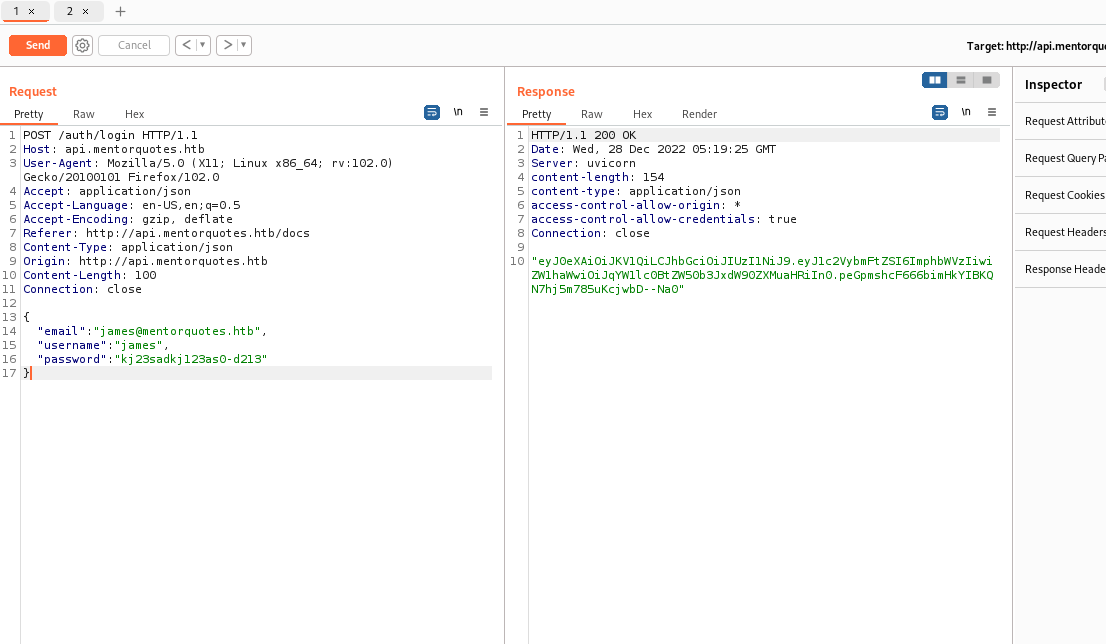 1 × 2 × +
Send Cancel < ▾ > ▾ Target: http://api.mentorqu
Request
Pretty Raw Hex \n
1 POST /auth/login HTTP/1.1
2 Host: api.mentorquotes.htb
3 User-Agent: Mozilla/5.0 (X11; Linux x86_64; rv:102.0)
Gecko/20100101 Firefox/102.0
4 Accept: application/json
5 Accept-Language: en-US,en;q=0.5
6 Accept-Encoding: gzip, deflate
7 Referer: http://api.mentorquotes.htb/docs
8 Content-Type: application/json
9 Origin: http://api.mentorquotes.htb
10 Content-Length: 100
11 Connection: close
12
13 {
14 "email":"james@mentorquotes.htb",
15 "username":"james",
16 "password":"kj23sadkj123as0-d213"
17 }
Response
Pretty Raw Hex Render \n
1 HTTP/1.1 200 OK
2 Date: Wed, 28 Dec 2022 05:19:25 GMT
3 Server: uvicorn
4 content-length: 154
5 content-type: application/json
6 access-control-allow-origin: *
7 access-control-allow-credentials: true
8 Connection: close
9
10 "eyJ0eXAiOiJKV1QiLCJhbGciOiJIUzI1NiJ9.eyJ1c2VybmFtZSI6ImphbWVzIiwi
ZW1haWwiOiJqYW1lc0BtZW50b3JxdW90ZXMuaHRiIn0.peGpmshcF666bimHkYIBKQ
N7hj5m785uKcjwbD--Na0"
Inspector
Request Attribut
Request Query Pa
Request Cookies
Request Headers
Response Heade